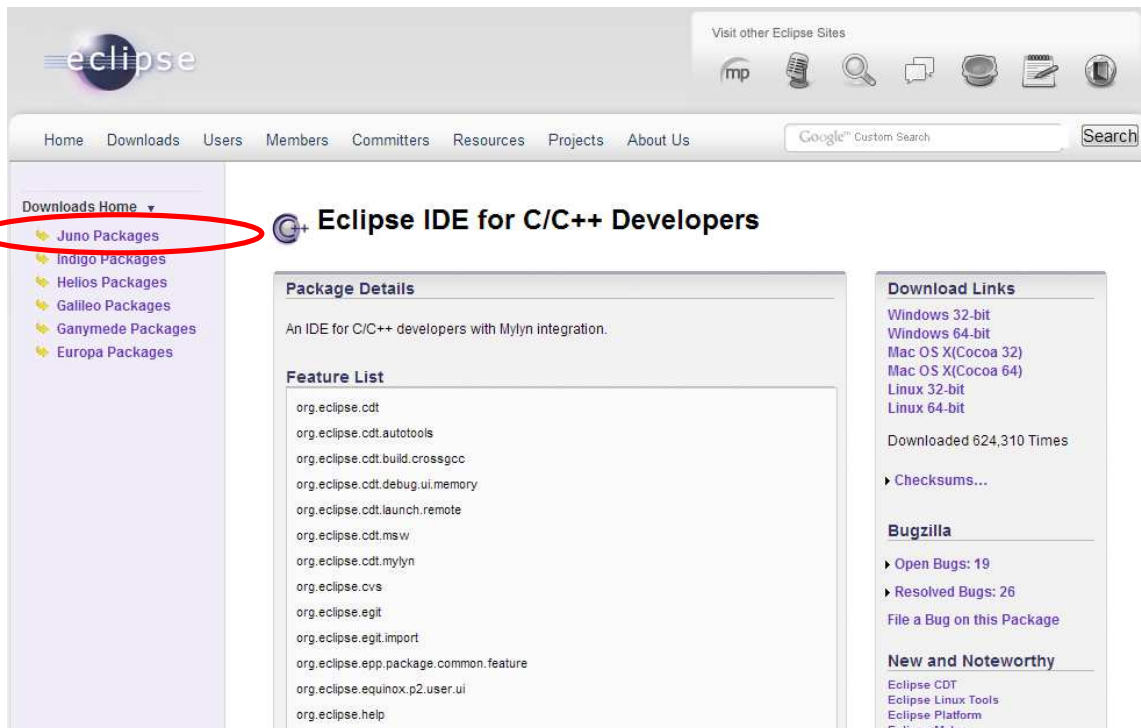 eclipse
Visit other Eclipse Sites
mp
Home Downloads Users Members Committers Resources Projects About Us
Google™ Custom Search
Search
Downloads Home
Juno Packages
Indigo Packages
Helios Packages
Galileo Packages
Ganymede Packages
Europa Packages
C++
Eclipse IDE for C/C++ Developers
Package Details
An IDE for C/C++ developers with Mylyn integration.
Feature List
org.eclipse.cdt
org.eclipse.cdt.autotools
org.eclipse.cdt.build.crossgcc
org.eclipse.cdt.debug.ui.memory
org.eclipse.cdt.launch.remote
org.eclipse.cdt.msw
org.eclipse.cdt.mylyn
org.eclipse.cvs
org.eclipse.egit
org.eclipse.egit.import
org.eclipse.epp.package.common.feature
org.eclipse.equinox.p2.user.ui
org.eclipse.help
Download Links
Windows 32-bit
Windows 64-bit
Mac OS X(Cocoa 32)
Mac OS X(Cocoa 64)
Linux 32-bit
Linux 64-bit
Downloaded 624,310 Times
Checksums...
Bugzilla
Open Bugs: 19
Resolved Bugs: 26
File a Bug on this Package
New and Noteworthy
Eclipse CDT
Eclipse Linux Tools
Eclipse Platform